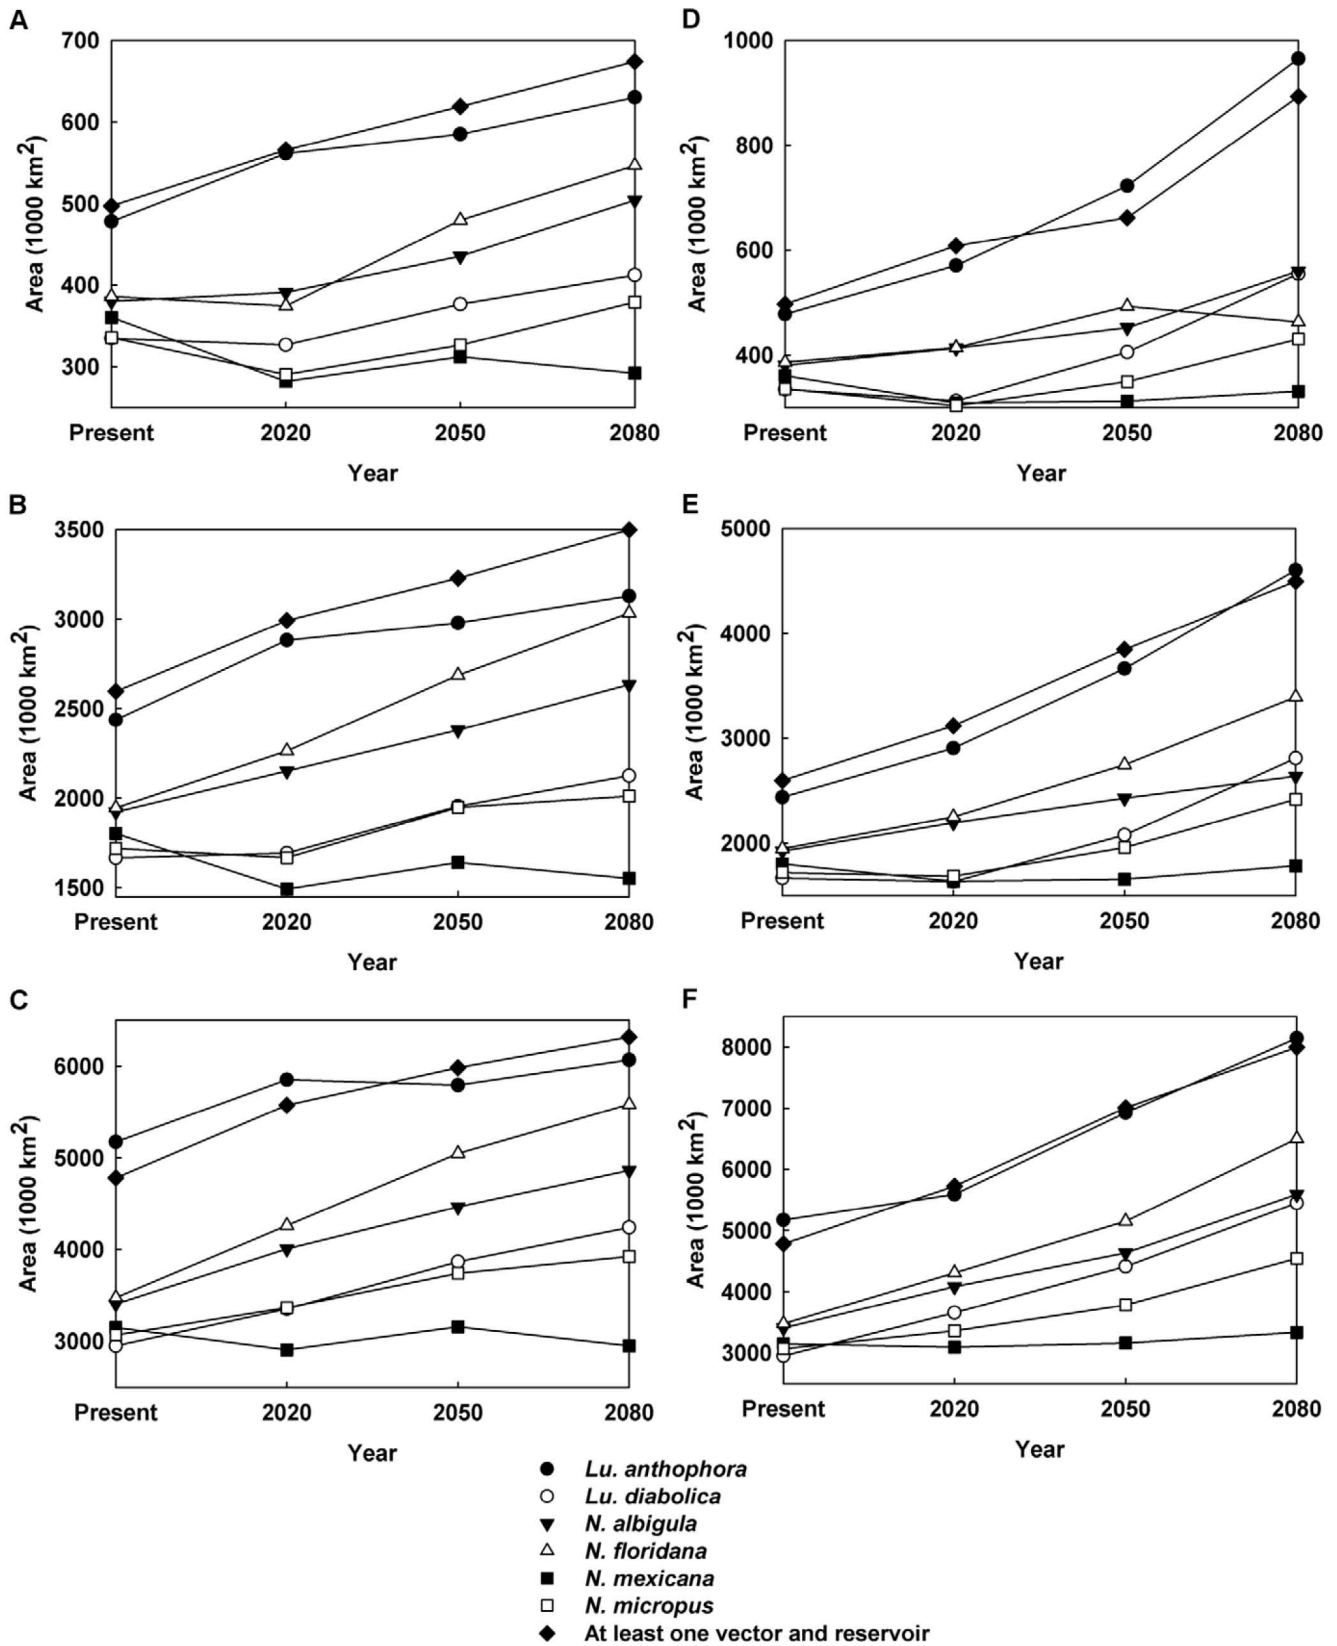 A
700
600
500
400
300
Area (1000 km2)
Present 2020 2050 2080
Year
D
1000
800
600
400
Area (1000 km2)
Present 2020 2050 2080
Year
B
3500
3000
2500
2000
1500
Area (1000 km2)
Present 2020 2050 2080
Year
E
5000
4000
3000
2000
Area (1000 km2)
Present 2020 2050 2080
Year
C
6000
5000
4000
3000
Area (1000 km2)
Present 2020 2050 2080
Year
F
8000
7000
6000
5000
4000
3000
Area (1000 km2)
Present 2020 2050 2080
Year
Lu. anthophora
Lu. diabolica
N. albigula
N. floridana
N. mexicana
N. micropus
At least one vector and reservoir